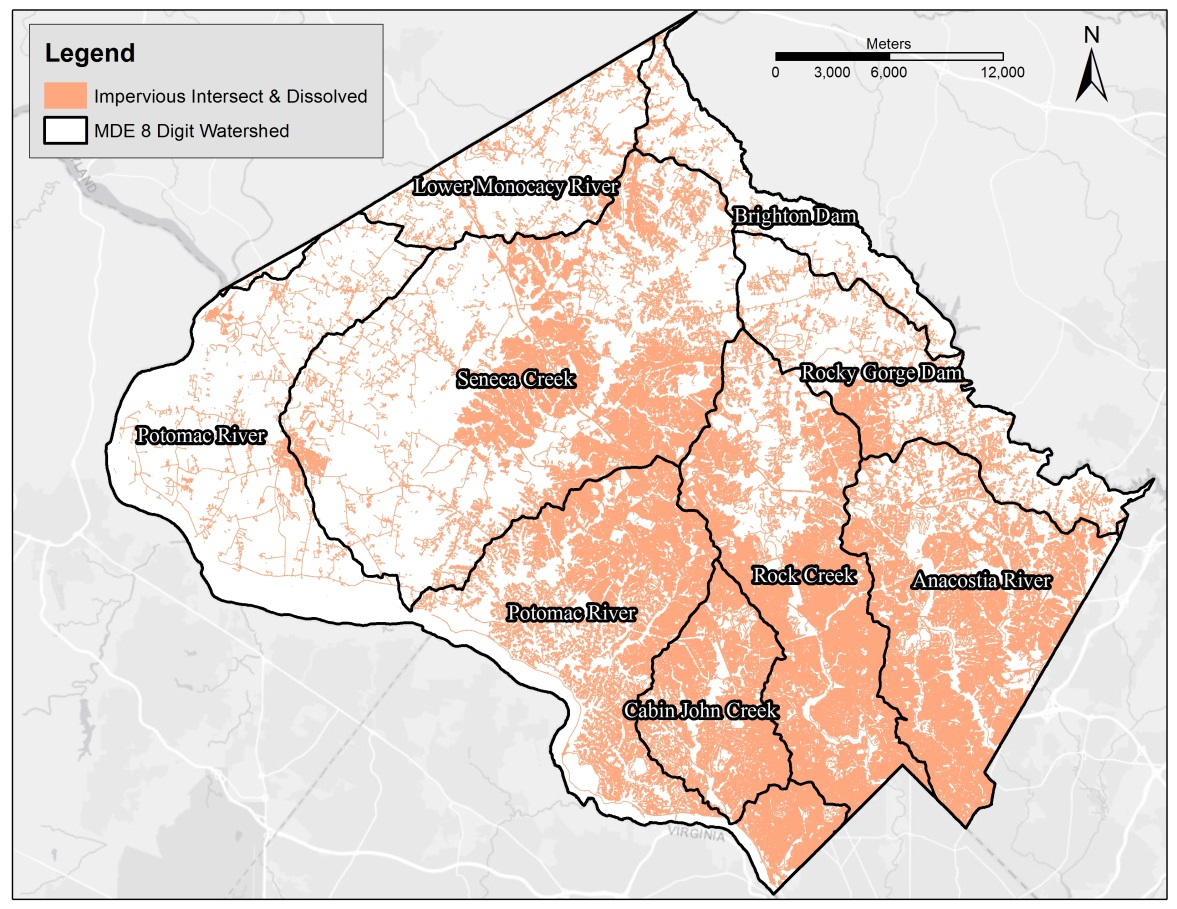 Legend
Impervious Intersect & Dissolved
MDE 8 Digit Watershed
Meters
0 3,000 6,000 12,000
N
Lower Monocacy River
Brighton Dam
Seneca Creek
Rocky Gorge Dam
Potomac River
Rock Creek
Anacostia River
Potomac River
Cabin John Creek
VIRGINIA